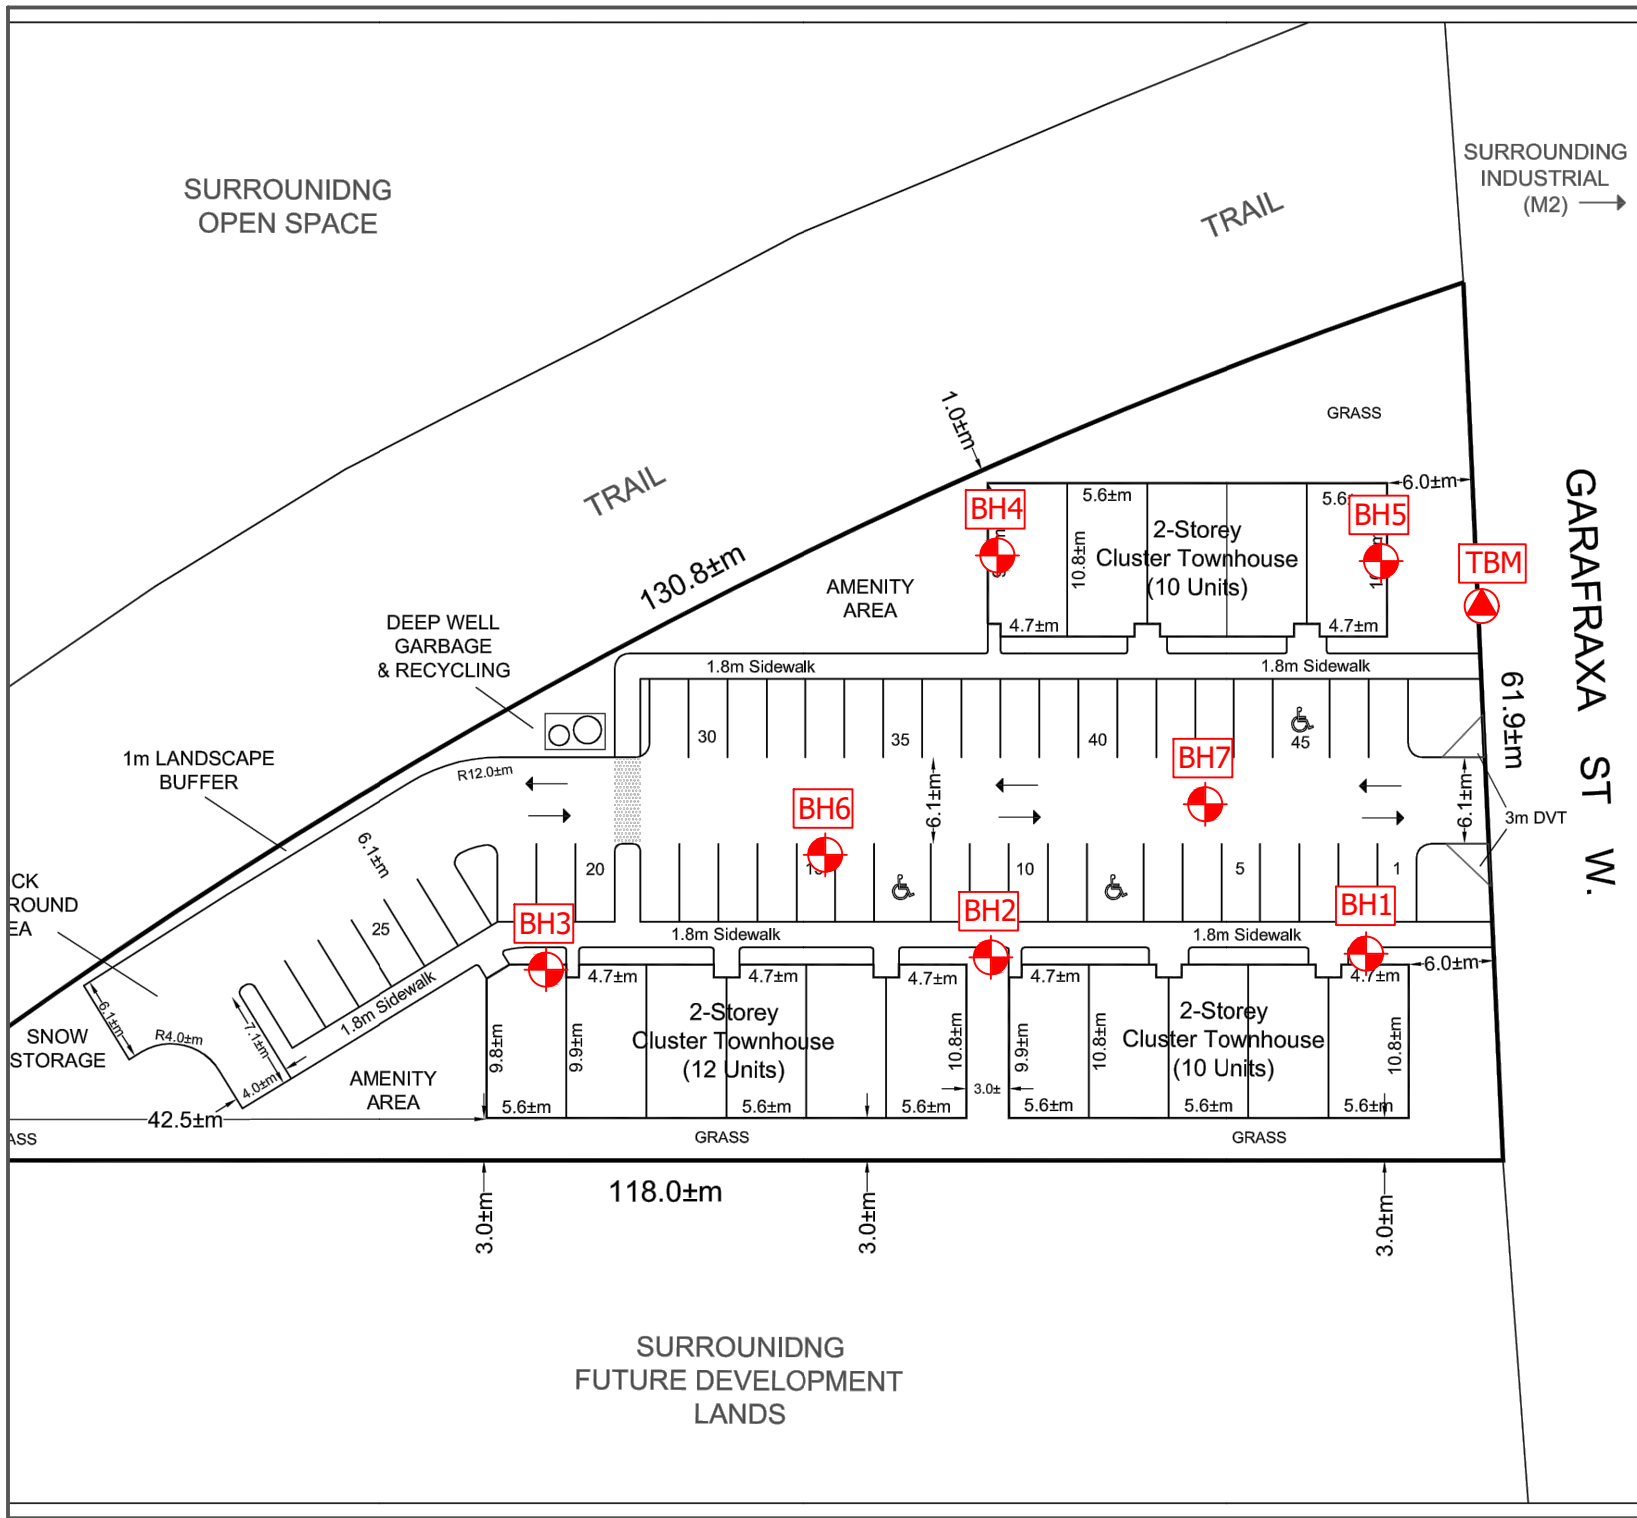 SURROUNIDNG
OPEN SPACE
TRAIL
SURROUNDING
INDUSTRIAL
(M2)
GRASS
1.0±m
TRAIL
130.8±m
6.0±m
BH4
5.6±m
BH5
2-Storey
Cluster Townhouse
(10 Units)
10.8±m
4.7±m
4.7±m
TBM
GARAFRAXA ST W.
61.9±m
AMENITY
AREA
DEEP WELL
GARBAGE
& RECYCLING
1.8m Sidewalk
1.8m Sidewalk
30
35
40
45
1m LANDSCAPE
BUFFER
R12.0±m
BH7
BH6
6.1±m
6.1±m
3m DVT
6.1±m
20
10
5
1
25
BH3
BH2
BH1
1.8m Sidewalk
1.8m Sidewalk
6.0±m
CK
ROUND
EA
1.8m Sidewalk
6.1±m
R4.0±m
7.1±m
4.0±m
SNOW
STORAGE
AMENITY
AREA
4.7±m
4.7±m
4.7±m
4.7±m
4.7±m
9.8±m
9.9±m
2-Storey
Cluster Townhouse
(12 Units)
10.8±m
3.0±
9.9±m
10.8±m
2-Storey
Cluster Townhouse
(10 Units)
10.8±m
5.6±m
5.6±m
5.6±m
5.6±m
5.6±m
5.6±m
42.5±m
ASS
GRASS
GRASS
118.0±m
3.0±m
3.0±m
3.0±m
SURROUNIDNG
FUTURE DEVELOPMENT
LANDS